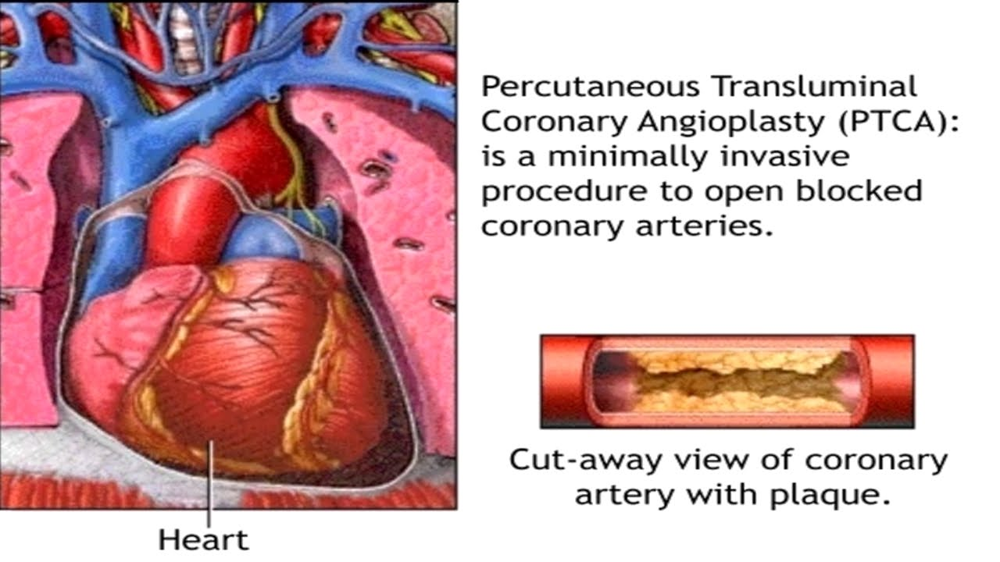 Percutaneous Transluminal
Coronary Angioplasty (PTCA):
is a minimally invasive
procedure to open blocked
coronary arteries.
Cut-away view of coronary
artery with plaque.
Heart